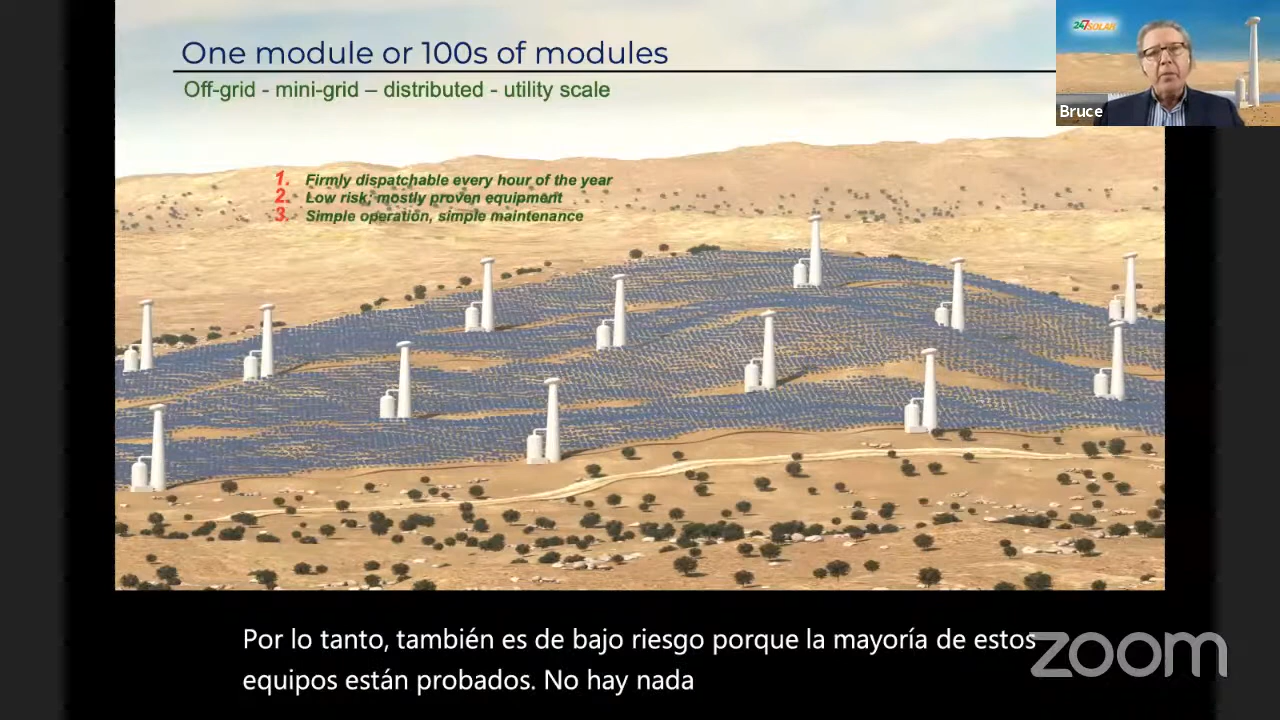 One module or 100s of modules
Off-grid - mini-grid – distributed - utility scale
247SOLAR
Bruce
1. Firmly dispatchable every hour of the year
2. Low risk; mostly proven equipment
3. Simple operation, simple maintenance
Por lo tanto, también es de bajo riesgo porque la mayoría de estos
equipos están probados. No hay nada
zoom